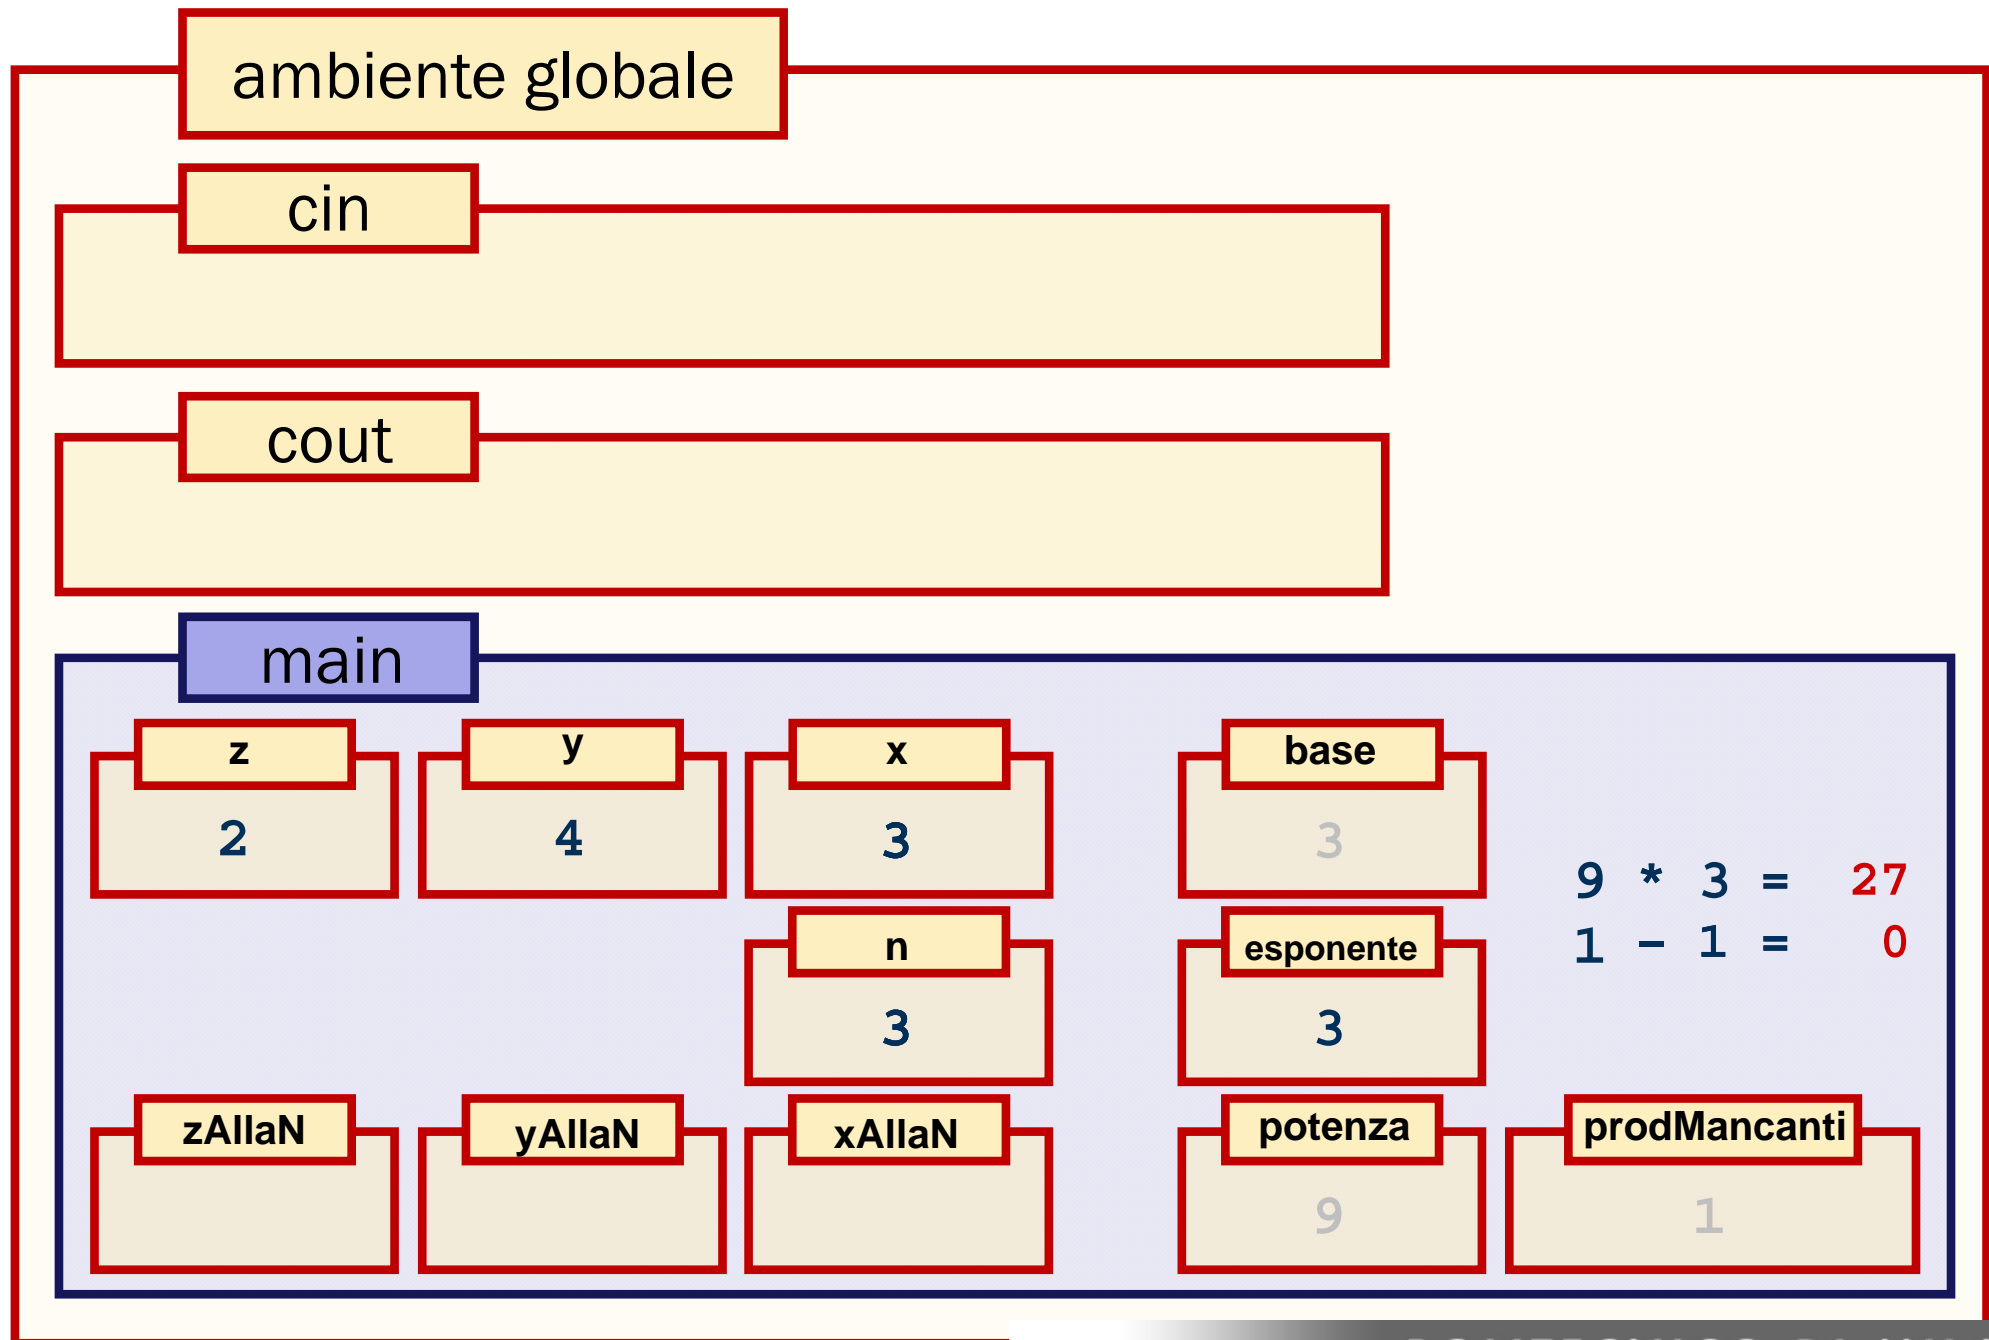 ambiente globale
cin
cout
main
z y x base
2 4 3 3
9 * 3 = 27
n esponente
1 - 1 = 0
3 3
zAllaN yAllaN xAllaN potenza prodMancanti
9 1